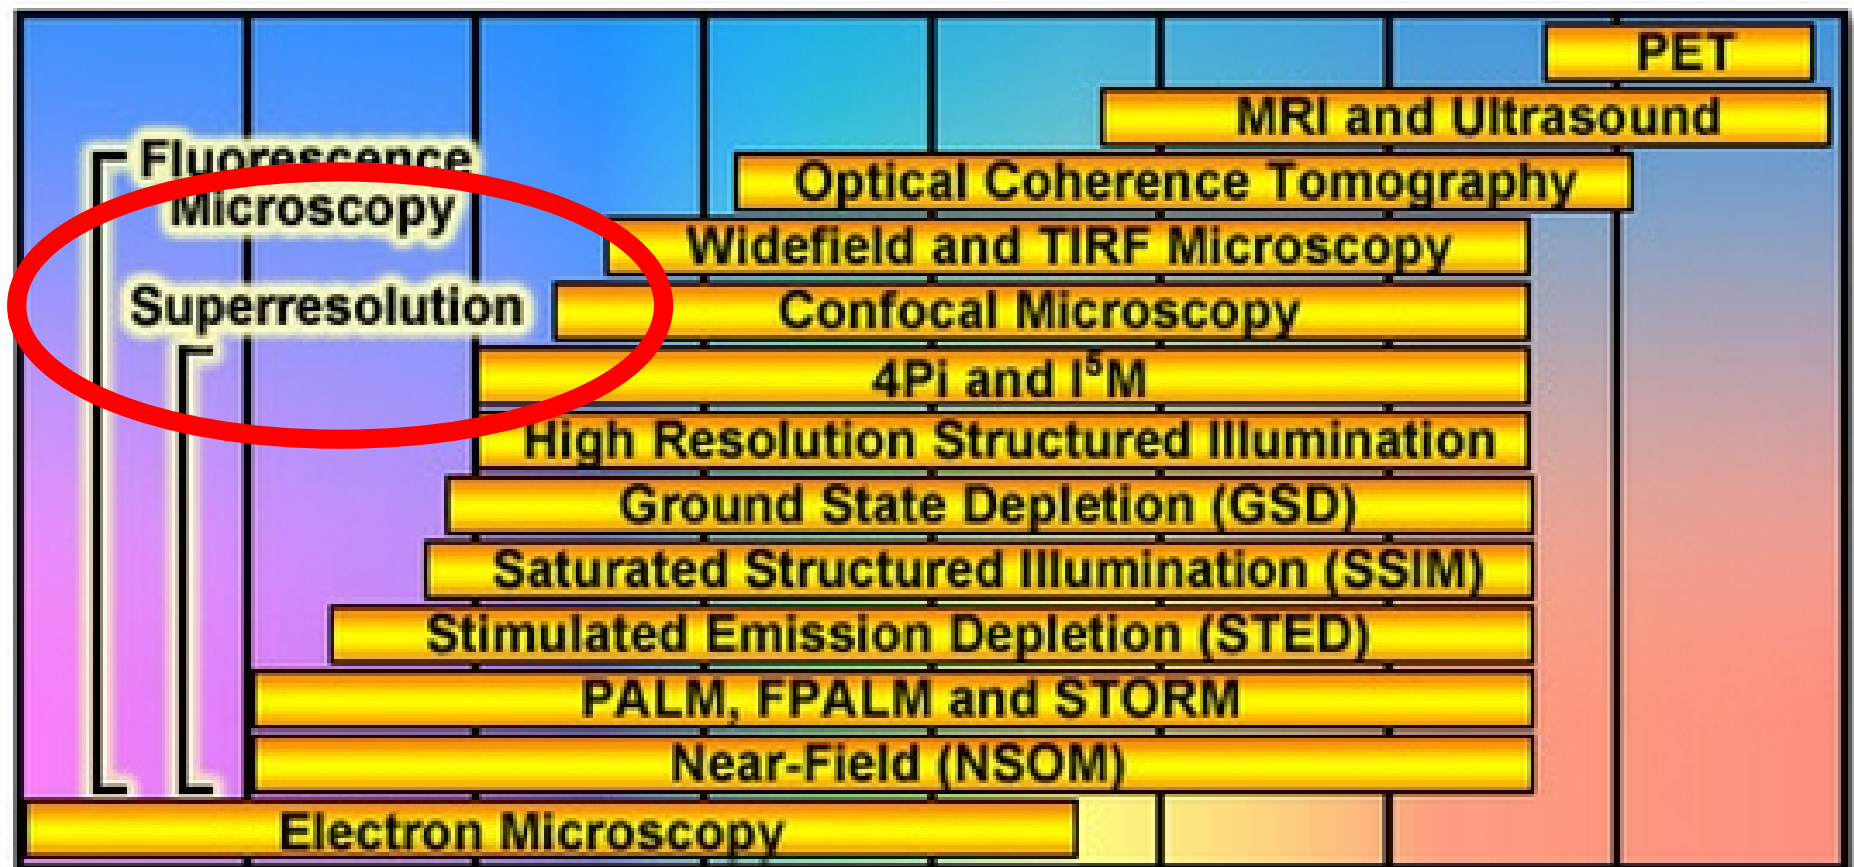 PET
MRI and Ultrasound
Fluorescence
Microscopy
Optical Coherence Tomography
Widefield and TIRF Microscopy
Superresolution
Confocal Microscopy
4Pi and I⁵M
High Resolution Structured Illumination
Ground State Depletion (GSD)
Saturated Structured Illumination (SSIM)
Stimulated Emission Depletion (STED)
PALM, FPALM and STORM
Near-Field (NSOM)
Electron Microscopy